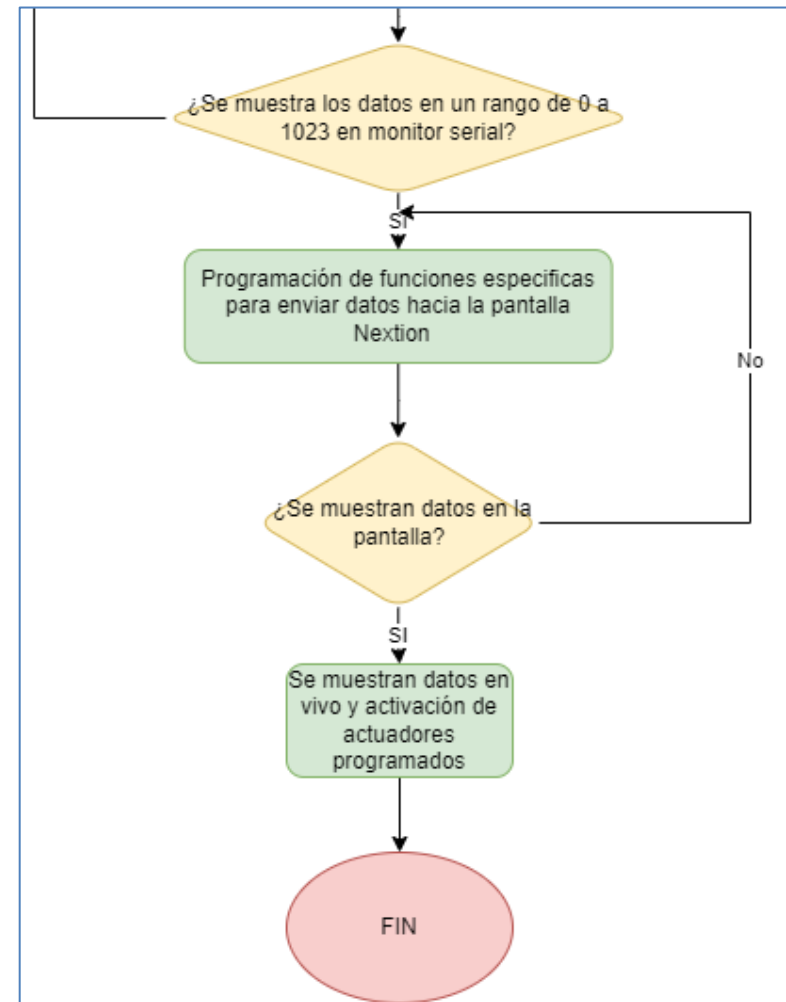 ¿Se muestra los datos en un rango de 0 a
1023 en monitor serial?
SI
Programación de funciones especificas
para enviar datos hacia la pantalla
Nextion
No
¿Se muestran datos en la
pantalla?
SI
Se muestran datos en
vivo y activación de
actuadores
programados
FIN